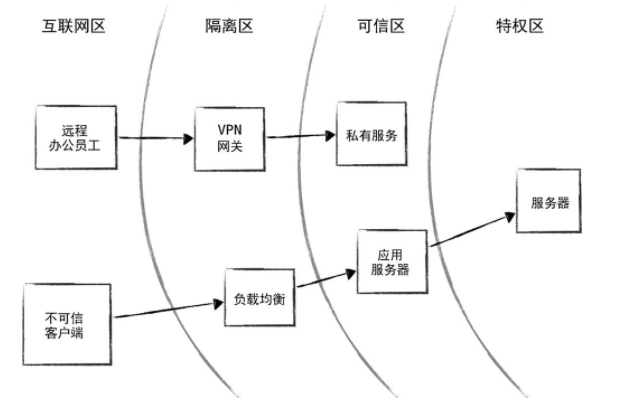 互联网区
隔离区
可信区
特权区
远程
办公员工
VPN
网关
私有服务
服务器
应用
服务器
负载均衡
不可信
客户端